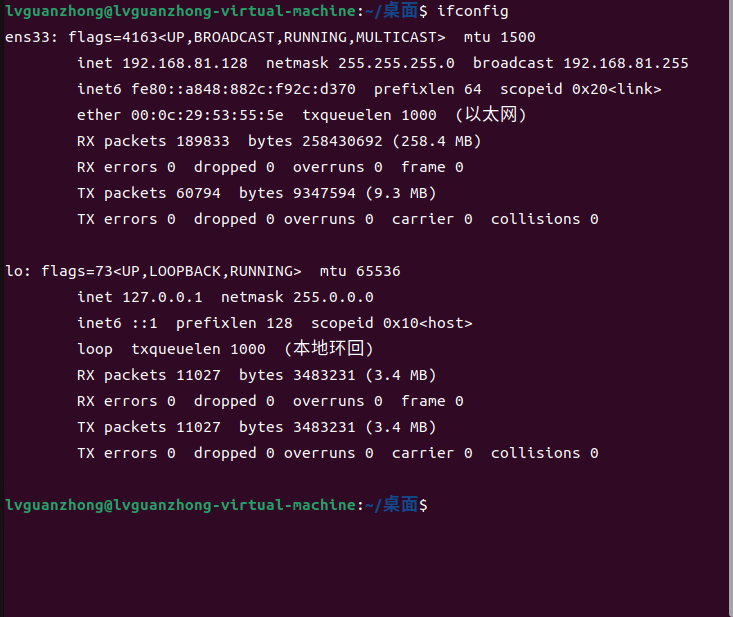 lvguanzhong@lvguanzhong-virtual-machine:~/桌面$ ifconfig
ens33: flags=4163<UP,BROADCAST,RUNNING,MULTICAST>  mtu 1500
        inet 192.168.81.128  netmask 255.255.255.0  broadcast 192.168.81.255
        inet6 fe80::a848:882c:f92c:d370  prefixlen 64  scopeid 0x20<link>
        ether 00:0c:29:53:55:5e  txqueuelen 1000  (以太网)
        RX packets 189833  bytes 258430692 (258.4 MB)
        RX errors 0  dropped 0  overruns 0  frame 0
        TX packets 60794  bytes 9347594 (9.3 MB)
        TX errors 0  dropped 0 overruns 0  carrier 0  collisions 0

lo: flags=73<UP,LOOPBACK,RUNNING>  mtu 65536
        inet 127.0.0.1  netmask 255.0.0.0
        inet6 ::1  prefixlen 128  scopeid 0x10<host>
        loop  txqueuelen 1000  (本地环回)
        RX packets 11027  bytes 3483231 (3.4 MB)
        RX errors 0  dropped 0  overruns 0  frame 0
        TX packets 11027  bytes 3483231 (3.4 MB)
        TX errors 0  dropped 0 overruns 0  carrier 0  collisions 0

lvguanzhong@lvguanzhong-virtual-machine:~/桌面$